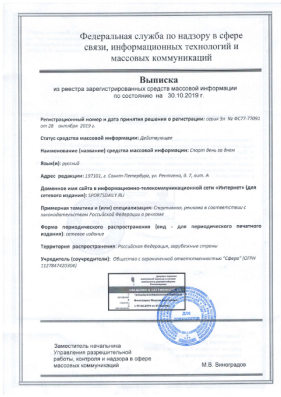 Федеральная служба по надзору в сфере
связи, информационных технологий и
массовых коммуникаций
Выписка
из реестра зарегистрированных средств массовой информации
по состоянию на 30.10.2019 г.
Регистрационный номер и дата принятия решения о регистрации: серия Эл № ФС77-77001
от 28 октября 2019 г.
Статус средства массовой информации: Действующее
Наименование (название) средства массовой информации: Спорт день за днем
Язык(и): русский
Адрес редакции: 197101, г. Санкт-Петербург, ул. Рентгена, д. 7, лит. А
Доменное имя сайта в информационно-телекоммуникационной сети «Интернет» (для
сетевого издания): SPORTSDAILY.RU
Примерная тематика и (или) специализация: Спортивная, реклама в соответствии с
законодательством Российской Федерации о рекламе
Форма периодического распространения (вид - для периодического печатного
издания): сетевое издание
Территория распространения: Российская Федерация, зарубежные страны
Учредитель (соучредители): Общество с ограниченной ответственностью "Сфера" (ОГРН
ДЛЯ
ДОКУМЕНТОВ
Заместитель начальника
Управления разрешительной
работы, контроля и надзора в сфере
массовых коммуникаций
М.В. Виноградов